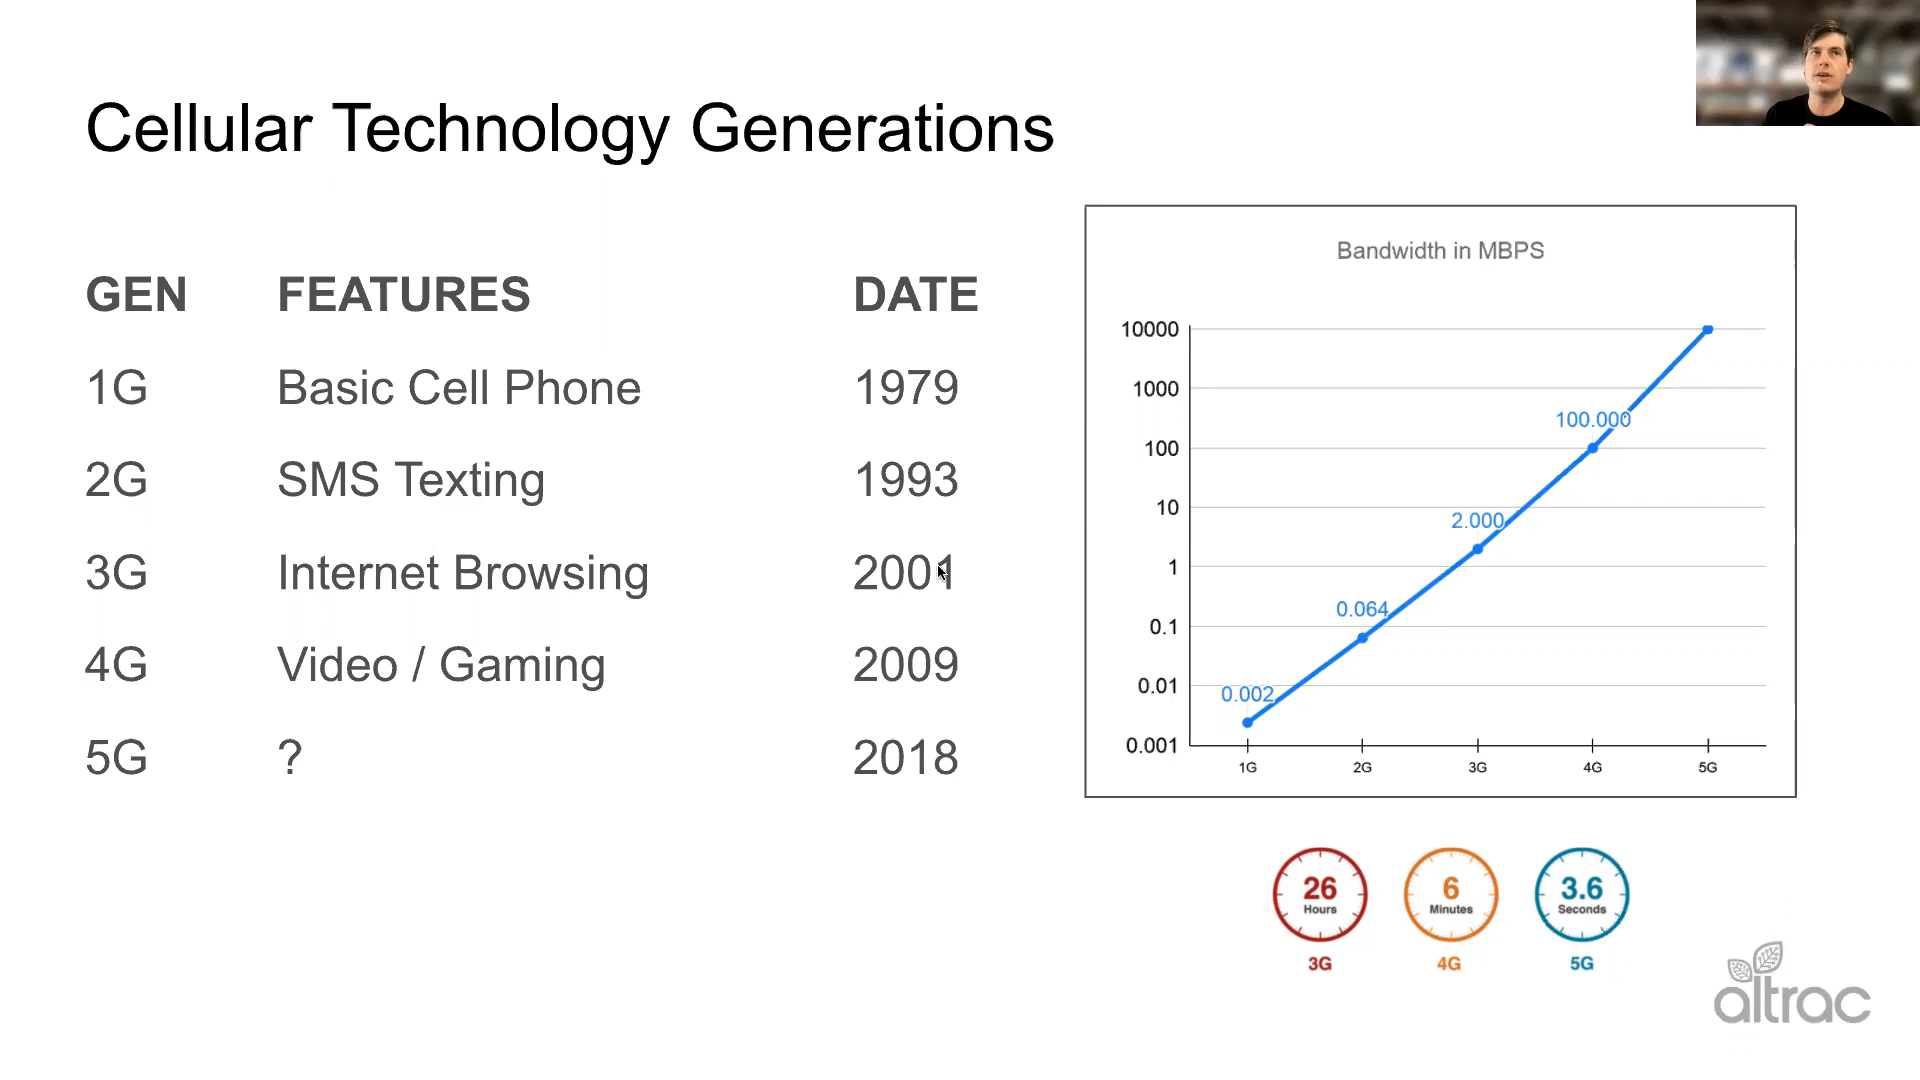 Cellular Technology Generations
GEN FEATURES DATE
1G Basic Cell Phone 1979
2G SMS Texting 1993
3G Internet Browsing 2001
4G Video / Gaming 2009
5G ? 2018
Bandwidth in MBPS
10000
1000
100.000
100
10
2.000
1
0.064
0.1
0.01
0.002
0.001
1G 2G 3G 4G 5G
26 6 3.6
Hours Minutes Seconds
3G 4G 5G
altrac